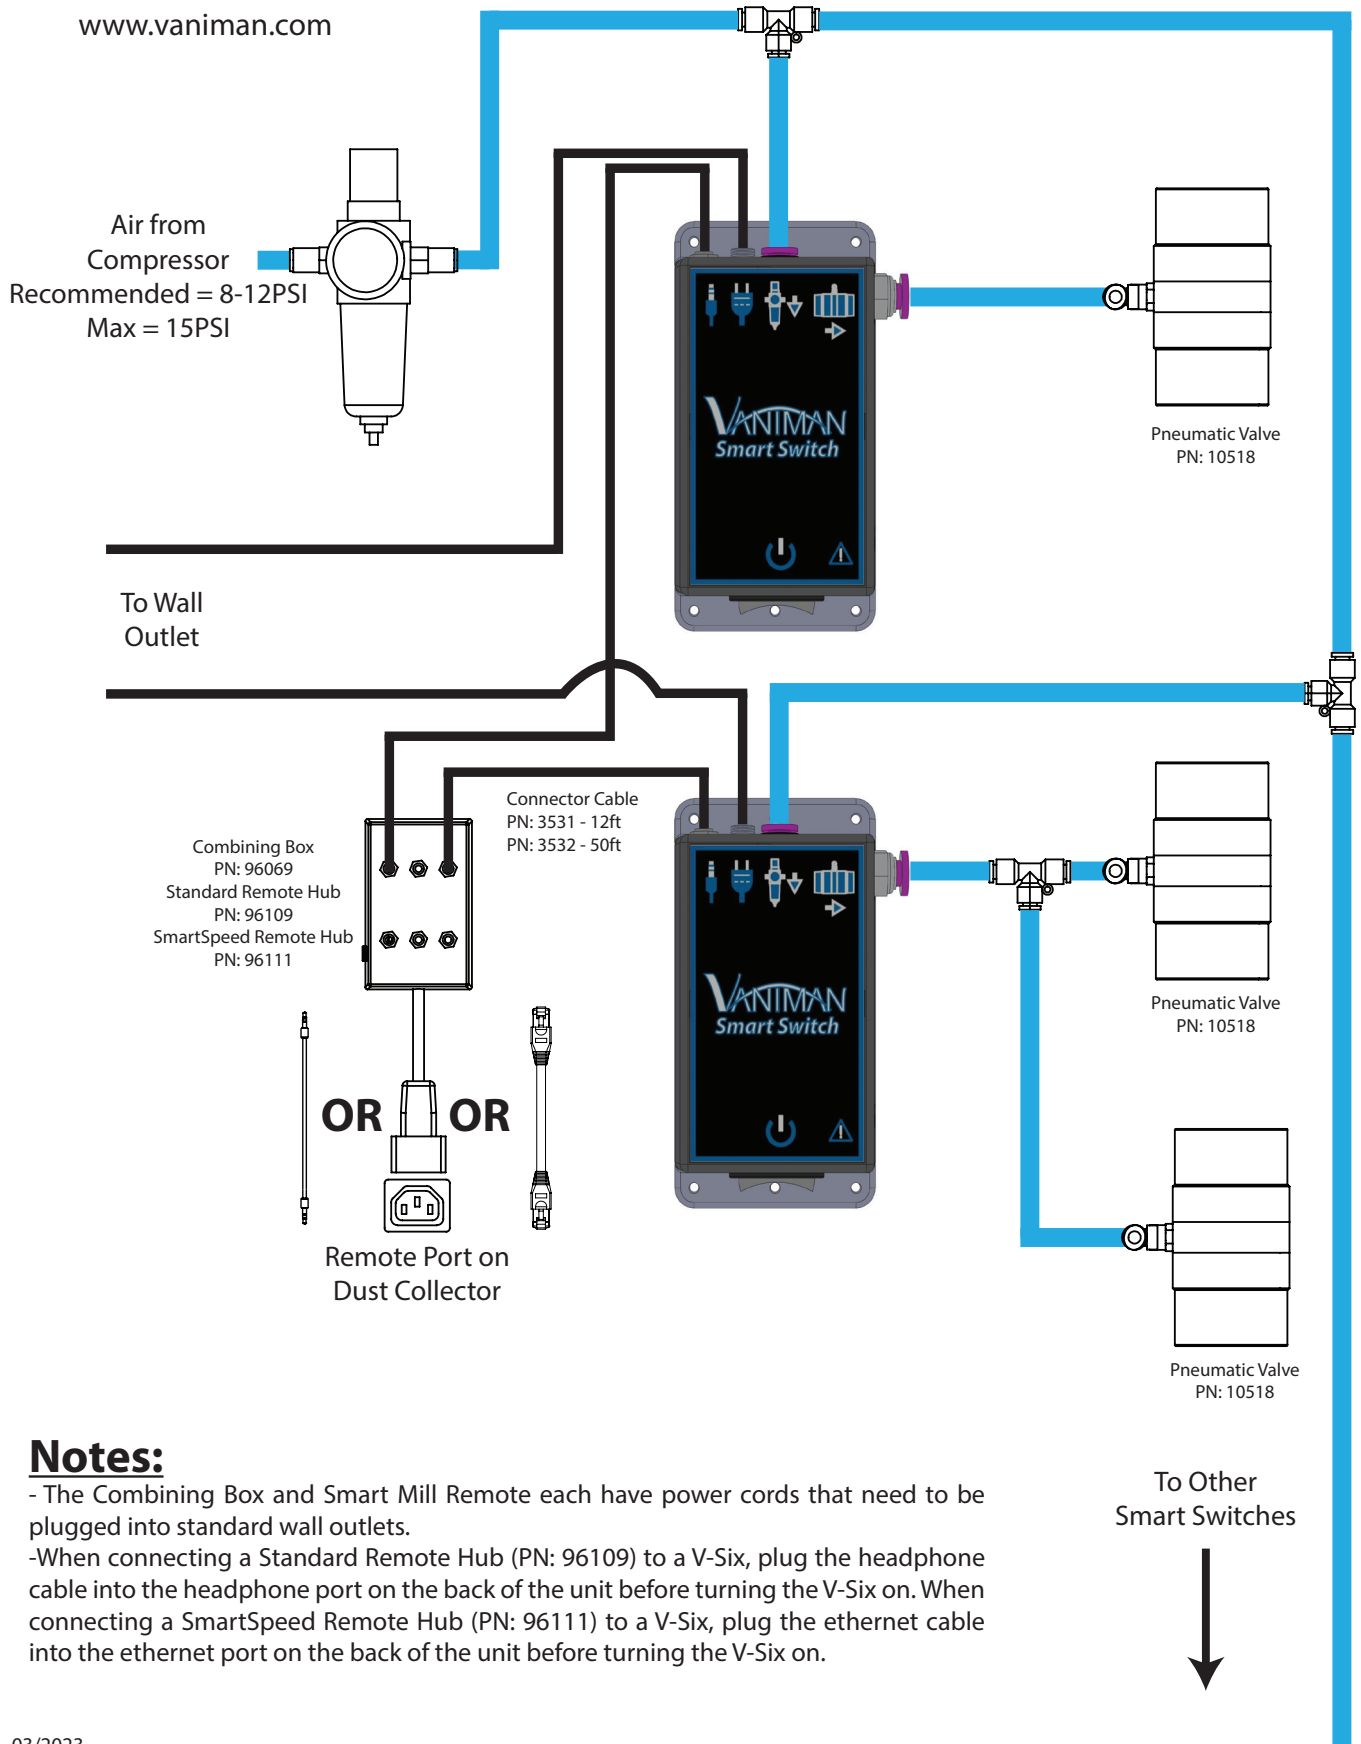 www.vaniman.com
Air from
Compressor
Recommended = 8-12PSI
Max = 15PSI
VANIMAN
Smart Switch
Pneumatic Valve
PN: 10518
To Wall
Outlet
Connector Cable
PN: 3531 - 12ft
PN: 3532 - 50ft
Combining Box
PN: 96069
Standard Remote Hub
PN: 96109
SmartSpeed Remote Hub
PN: 96111
VANIMAN
Smart Switch
Pneumatic Valve
PN: 10518
OR OR
Remote Port on
Dust Collector
Pneumatic Valve
PN: 10518
Notes:
- The Combining Box and Smart Mill Remote each have power cords that need to be
plugged into standard wall outlets.
-When connecting a Standard Remote Hub (PN: 96109) to a V-Six, plug the headphone
cable into the headphone port on the back of the unit before turning the V-Six on. When
connecting a SmartSpeed Remote Hub (PN: 96111) to a V-Six, plug the ethernet cable
into the ethernet port on the back of the unit before turning the V-Six on.
To Other
Smart Switches
03/2023